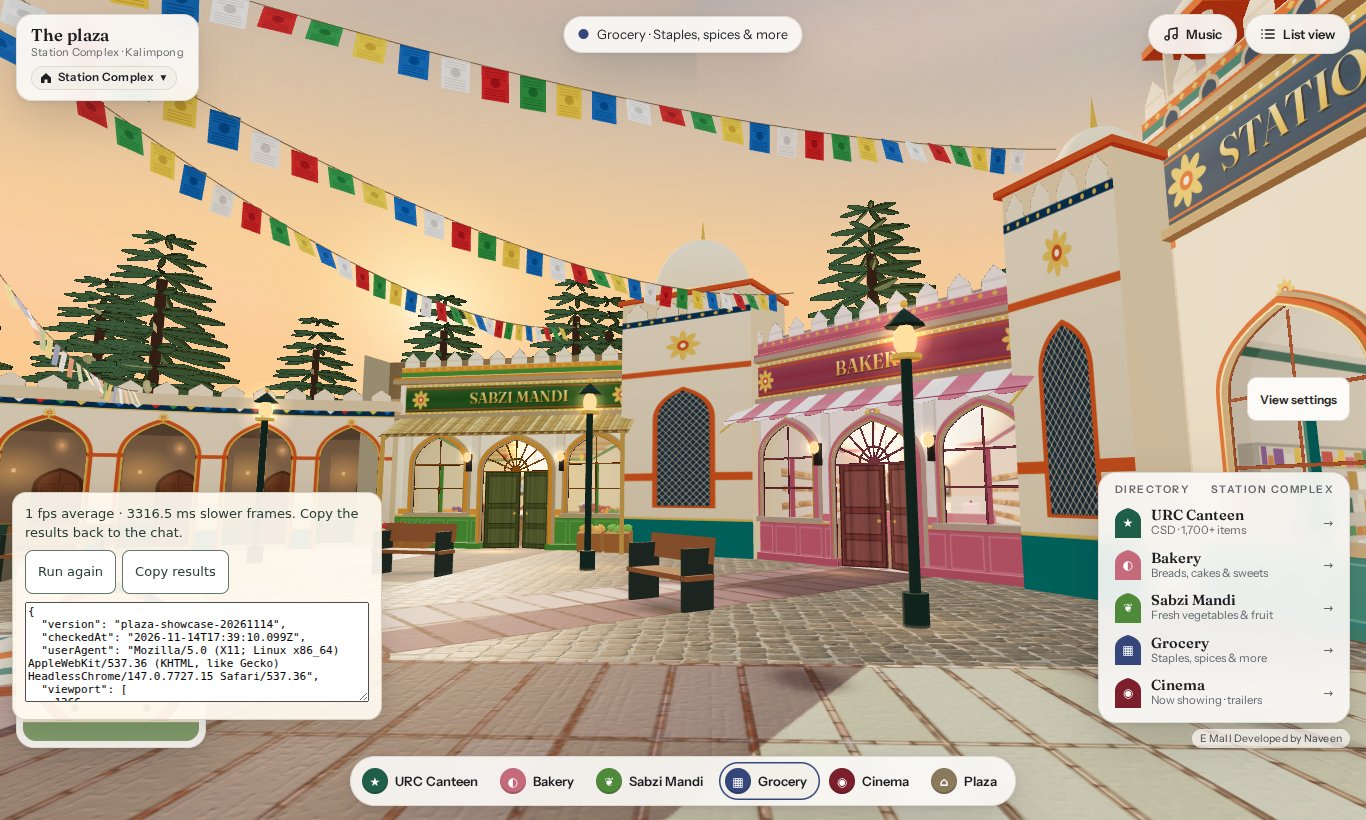 The plaza
Station Complex · Kalimpong
Station Complex ▾
Grocery · Staples, spices & more
Music
List view
STATIO
BAKER
SABZI MANDI
View settings
DIRECTORY
STATION COMPLEX
URC Canteen
CSD · 1,700+ items
→
Bakery
Breads, cakes & sweets
→
Sabzi Mandi
Fresh vegetables & fruit
→
Grocery
Staples, spices & more
→
Cinema
Now showing · trailers
→
1 fps average · 3316.5 ms slower frames. Copy the
results back to the chat.
Run again
Copy results
{
"version": "plaza-showcase-20261114",
"checkedAt": "2026-11-14T17:39:10.099Z",
"userAgent": "Mozilla/5.0 (X11; Linux x86_64)
AppleWebKit/537.36 (KHTML, like Gecko)
HeadlessChrome/147.0.7727.15 Safari/537.36",
"viewport": [
E Mall Developed by Naveen
URC Canteen
Bakery
Sabzi Mandi
Grocery
Cinema
Plaza